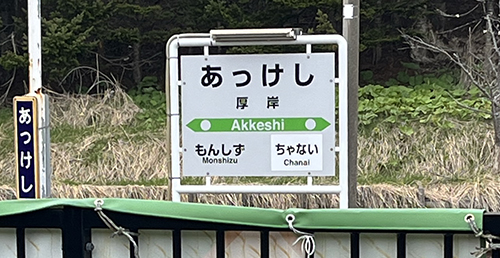 あっけし
あっけし
厚岸
Akkeshi
もんしず
Monshizu
ちゃない
Chanai